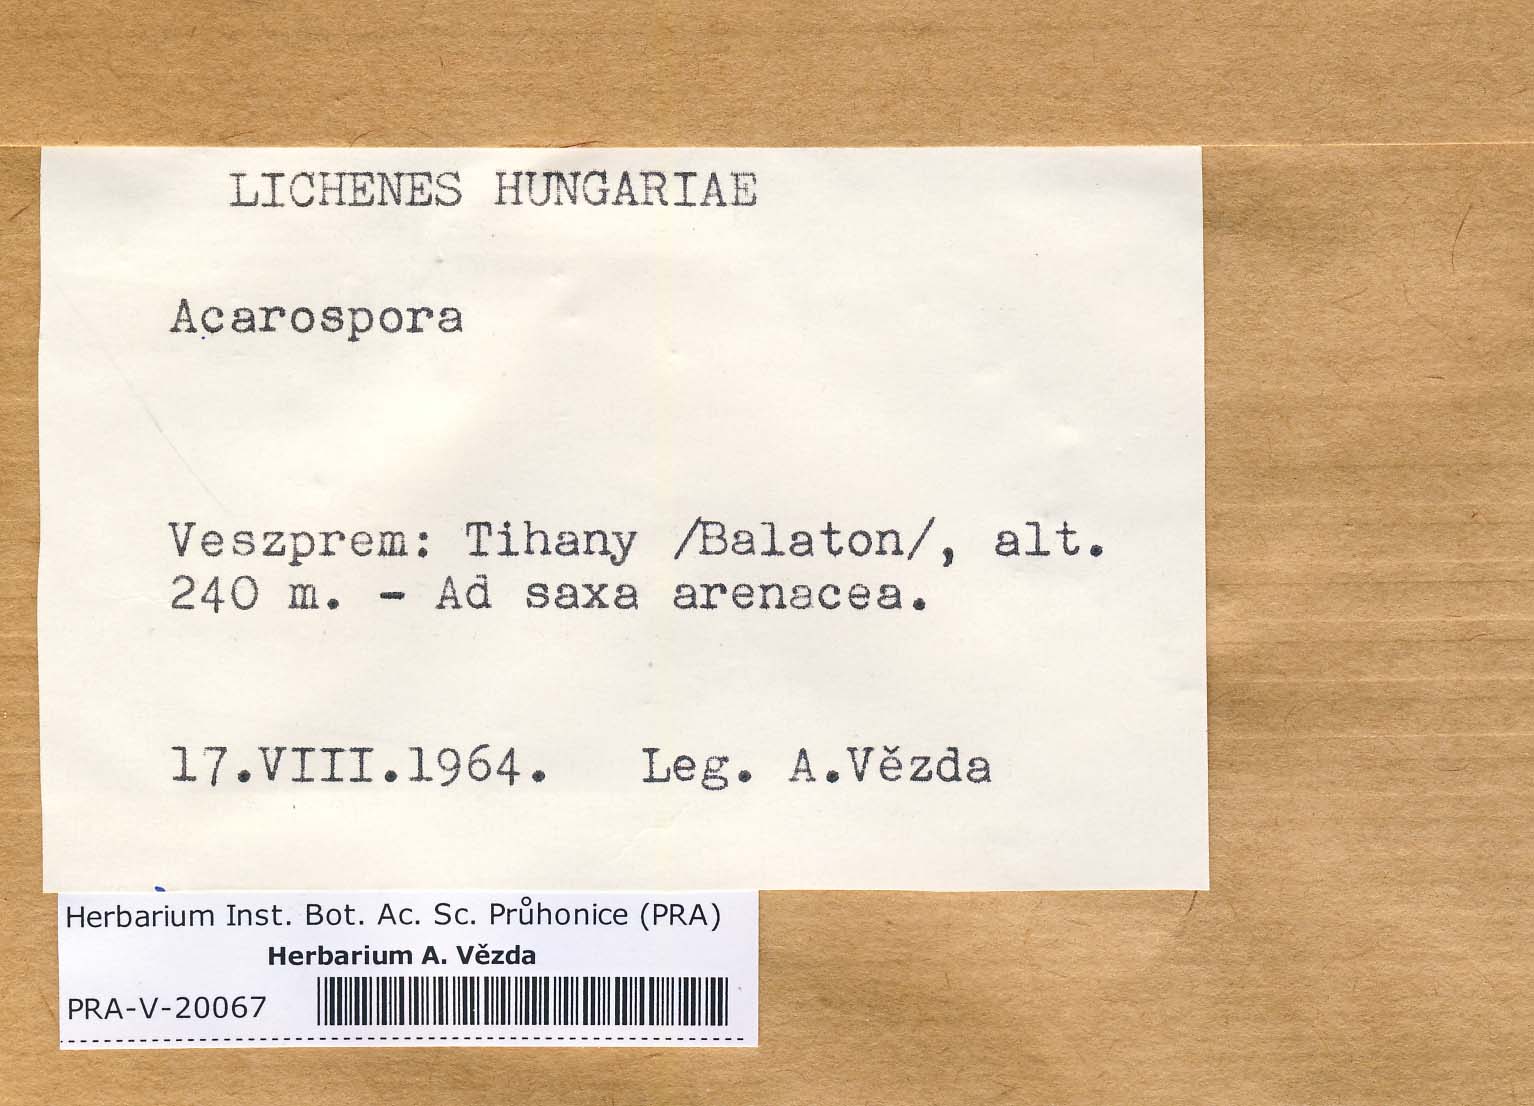 LICHENES HUNGARIAE
Acarospora
Veszprem: Tihany /Balaton/, alt.
240 m. - Ad saxa arenacea.
17.VIII.1964. Leg. A.Vězda
Herbarium Inst. Bot. Ac. Sc. Průhonice (PRA)
Herbarium A. Vězda
PRA-V-20067